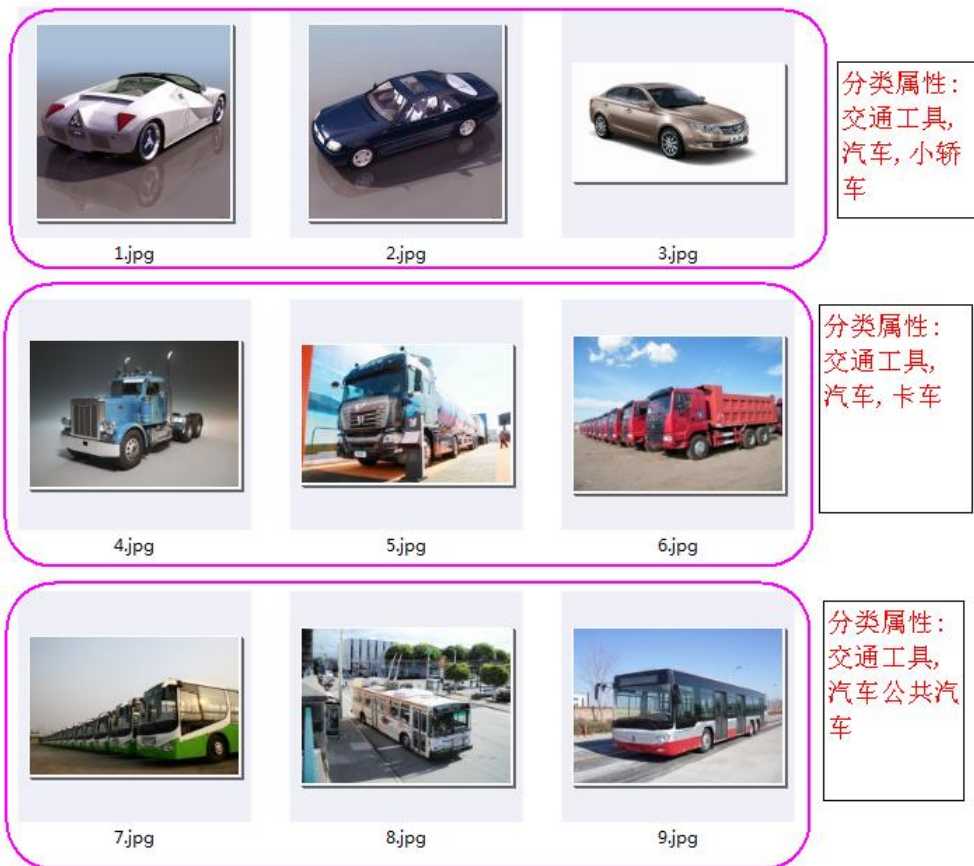 分类属性:
交通工具,
汽车, 小轿
车
1.jpg
2.jpg
3.jpg
分类属性:
交通工具,
汽车, 卡车
4.jpg
5.jpg
6.jpg
分类属性:
交通工具,
汽车公共汽
车
7.jpg
8.jpg
9.jpg